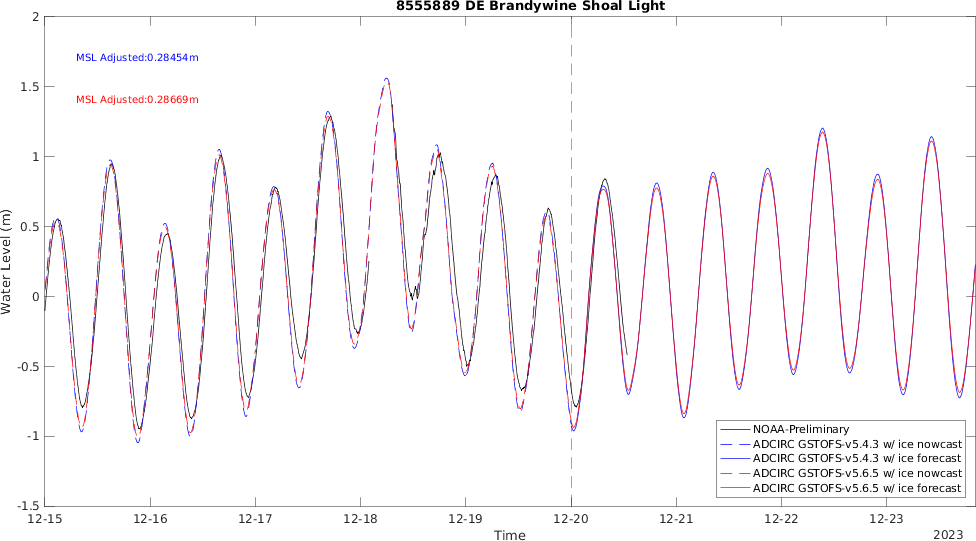 8555889 DE Brandywine Shoal Light
2
MSL Adjusted:0.28454m
1.5
MSL Adjusted:0.28669m
1
0.5
Water Level (m)
0
-0.5
-1
-1.5
NOAA-Preliminary
ADCIRC GSTOFS-v5.4.3 w/ ice nowcast
ADCIRC GSTOFS-v5.4.3 w/ ice forecast
ADCIRC GSTOFS-v5.6.5 w/ ice nowcast
ADCIRC GSTOFS-v5.6.5 w/ ice forecast
12-15 12-16 12-17 12-18 12-19 12-20 12-21 12-22 12-23
Time
2023